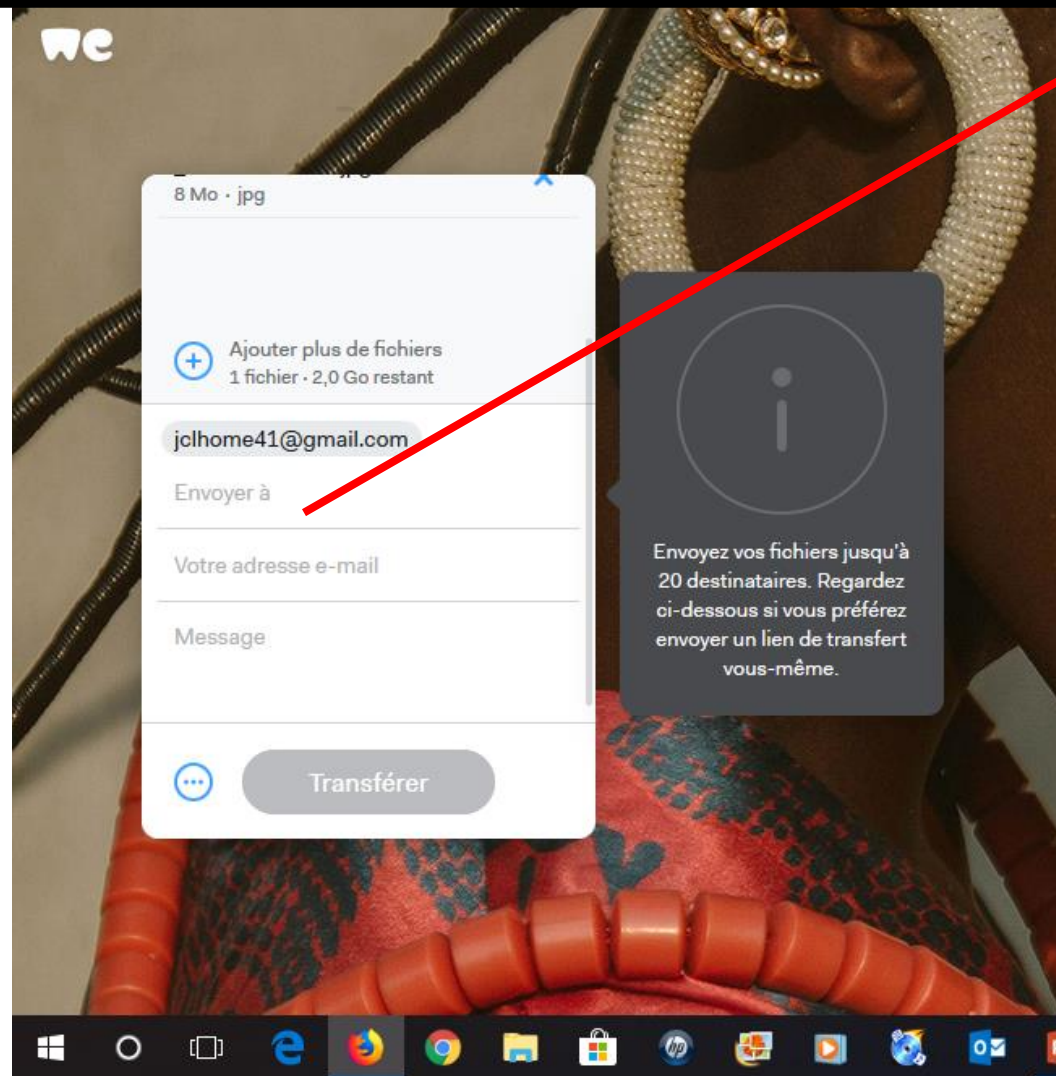 we
8 Mo · jpg
Ajouter plus de fichiers
1 fichier · 2,0 Go restant
jclhome41@gmail.com
Envoyer à
Votre adresse e-mail
Message
Transférer
Envoyez vos fichiers jusqu'à
20 destinataires. Regardez
ci-dessous si vous préférez
envoyer un lien de transfert
vous-même.
hp